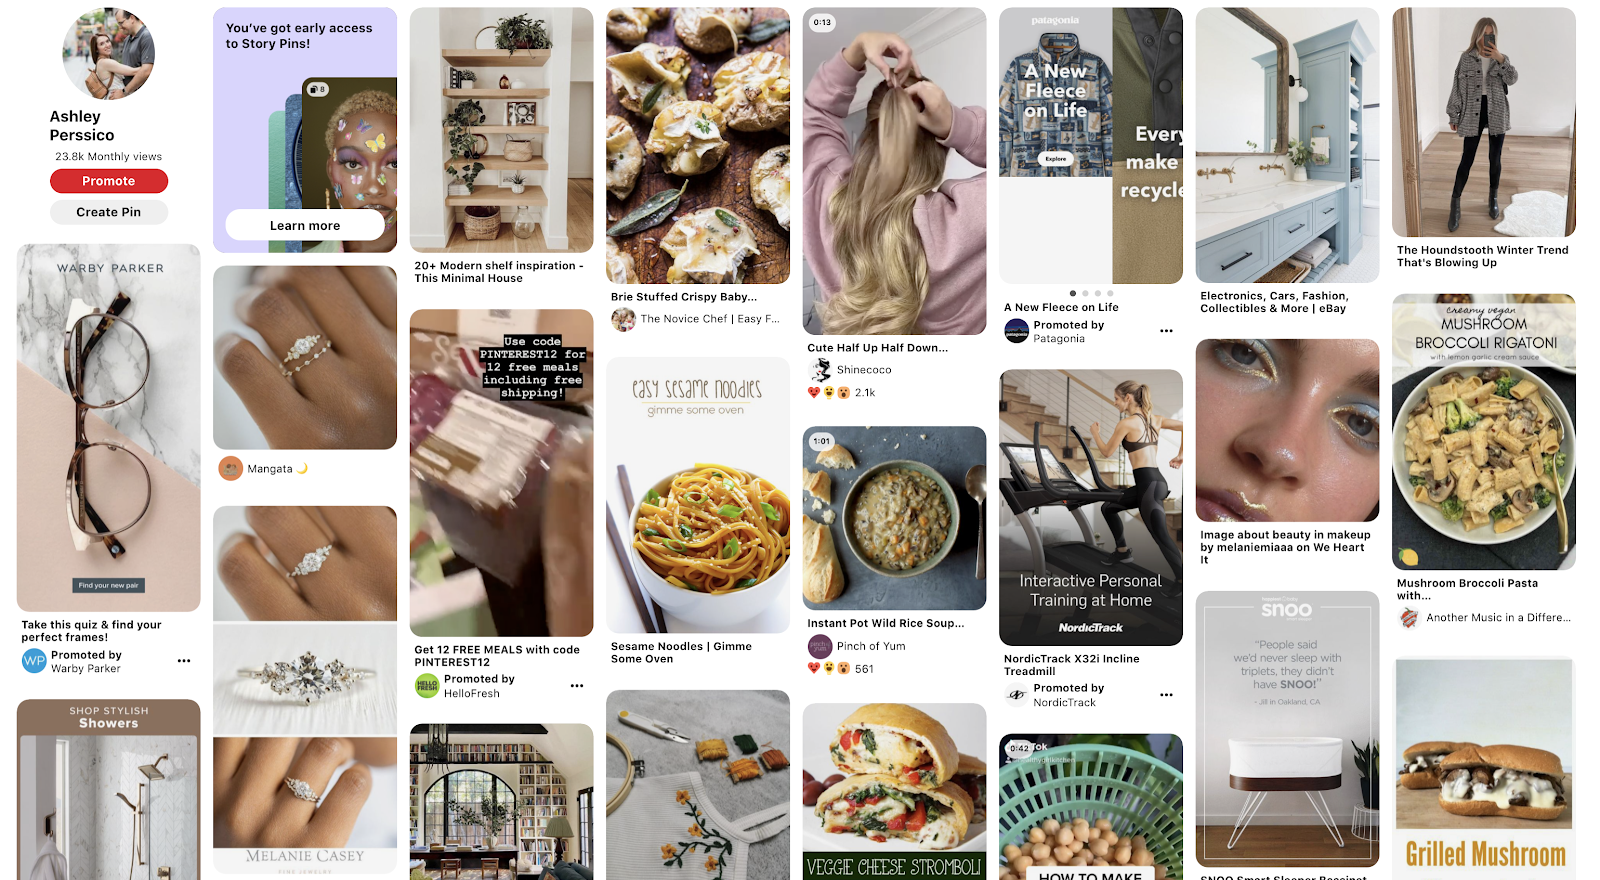 Ashley
Perssico
23.8k Monthly views
Promote
Create Pin
WARBY PARKER
Find your new pair
Take this quiz & find your
perfect frames!
WP
Promoted by
Warby Parker
SHOP STYLISH
Showers
You've got early access
to Story Pins!
8
Learn more
Mangata
MELANIE CASEY
FINE JEWELRY
20+ Modern shelf inspiration -
This Minimal House
Use code
PINTEREST12 for
12 free meals
including free
shipping!
Get 12 FREE MEALS with code
PINTEREST12
HELLO
FRESH
Promoted by
HelloFresh
Brie Stuffed Crispy Baby...
The Novice Chef | Easy F...
easy sesame noodles
gimme some oven
Sesame Noodles | Gimme
Some Oven
0:13
Cute Half Up Half Down...
Shinecoco
2.1k
1:01
Instant Pot Wild Rice Soup...
pinch of
yum
Pinch of Yum
561
VEGGIE CHEESE STROMBOLI
patagonia
A New
Fleece
on Life
Explore
Every
make
recycle
A New Fleece on Life
patagonia
Promoted by
Patagonia
Interactive Personal
Training at Home
NordicTrack
NordicTrack X32i Incline
Treadmill
Promoted by
NordicTrack
0:42
HOW TO MAKE
Electronics, Cars, Fashion,
Collectibles & More | eBay
Image about beauty in makeup
by melaniemiaaa on We Heart
It
snoo
"People said
we'd never sleep with
triplets, they didn't
have SNOO!"
- Jill in Oakland, CA
SNOO Smart Sleeper Bassinet
The Houndstooth Winter Trend
That's Blowing Up
creamy vegan
MUSHROOM
BROCCOLI RIGATONI
with lemon garlic cream sauce
Mushroom Broccoli Pasta
with...
Another Music in a Differe...
Grilled Mushroom